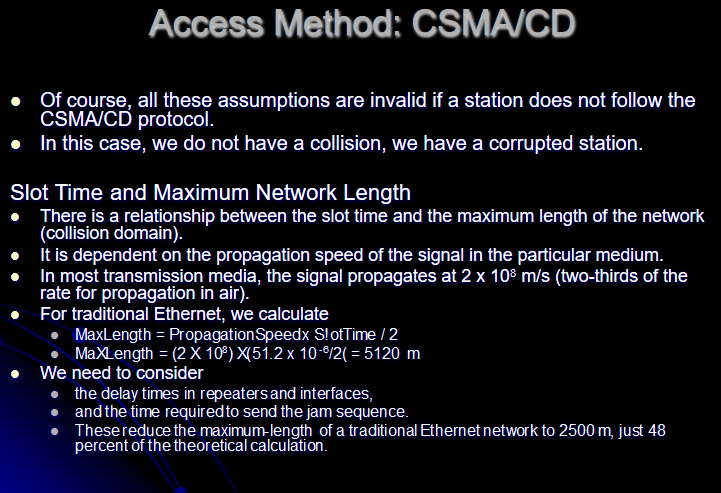 Access Method: CSMA/CD
Of course, all these assumptions are invalid if a station does not follow the
CSMA/CD protocol.
In this case, we do not have a collision, we have a corrupted station.
Slot Time and Maximum Network Length
There is a relationship between the slot time and the maximum length of the network
(collision domain).
It is dependent on the propagation speed of the signal in the particular medium.
In most transmission media, the signal propagates at 2 x 10⁸ m/s (two-thirds of the
rate for propagation in air).
For traditional Ethernet, we calculate
MaxLength = PropagationSpeedx S!otTime / 2
MaXLength = (2 X 10⁸) X(51.2 x 10⁻⁶/2( = 5120 m
We need to consider
the delay times in repeaters and interfaces,
and the time required to send the jam sequence.
These reduce the maximum-length of a traditional Ethernet network to 2500 m, just 48
percent of the theoretical calculation.